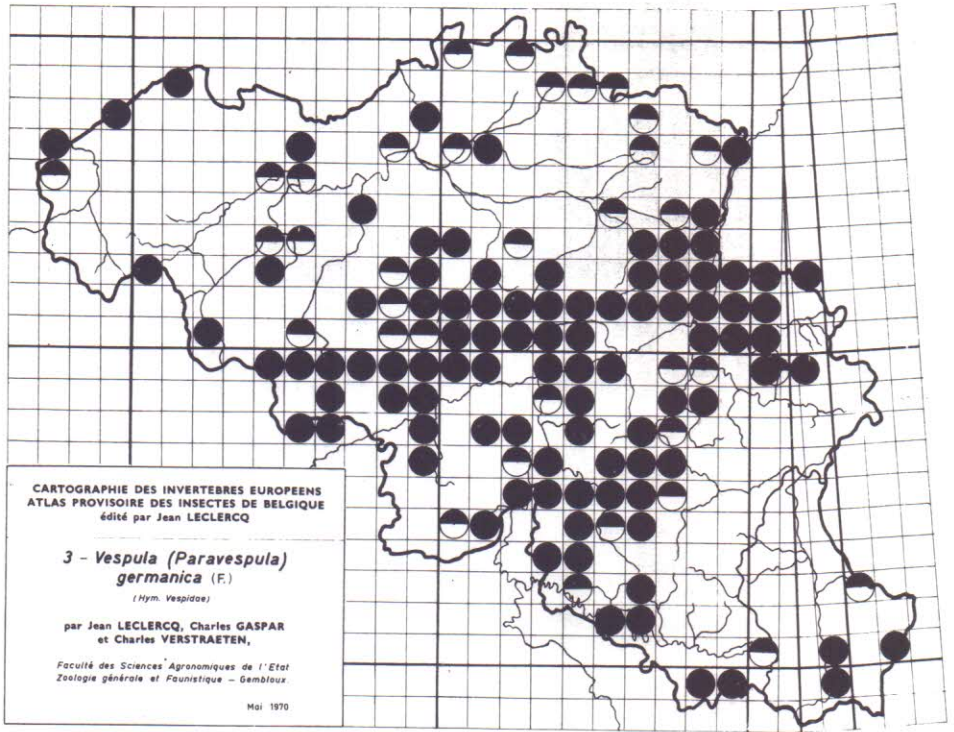 CARTOGRAPHIE DES INVERTEBRES EUROPEENS
ATLAS PROVISOIRE DES INSECTES DE BELGIQUE
édité par Jean LECLERCQ
3 - Vespula (Paravespula)
germanica (F.)
(Hym. Vespidae)
par Jean LECLERCQ, Charles GASPAR
et Charles VERSTRAETEN,
Faculté des Sciences Agronomiques de l'Etat
Zoologie générale et Faunistique - Gembloux.
Mai 1970